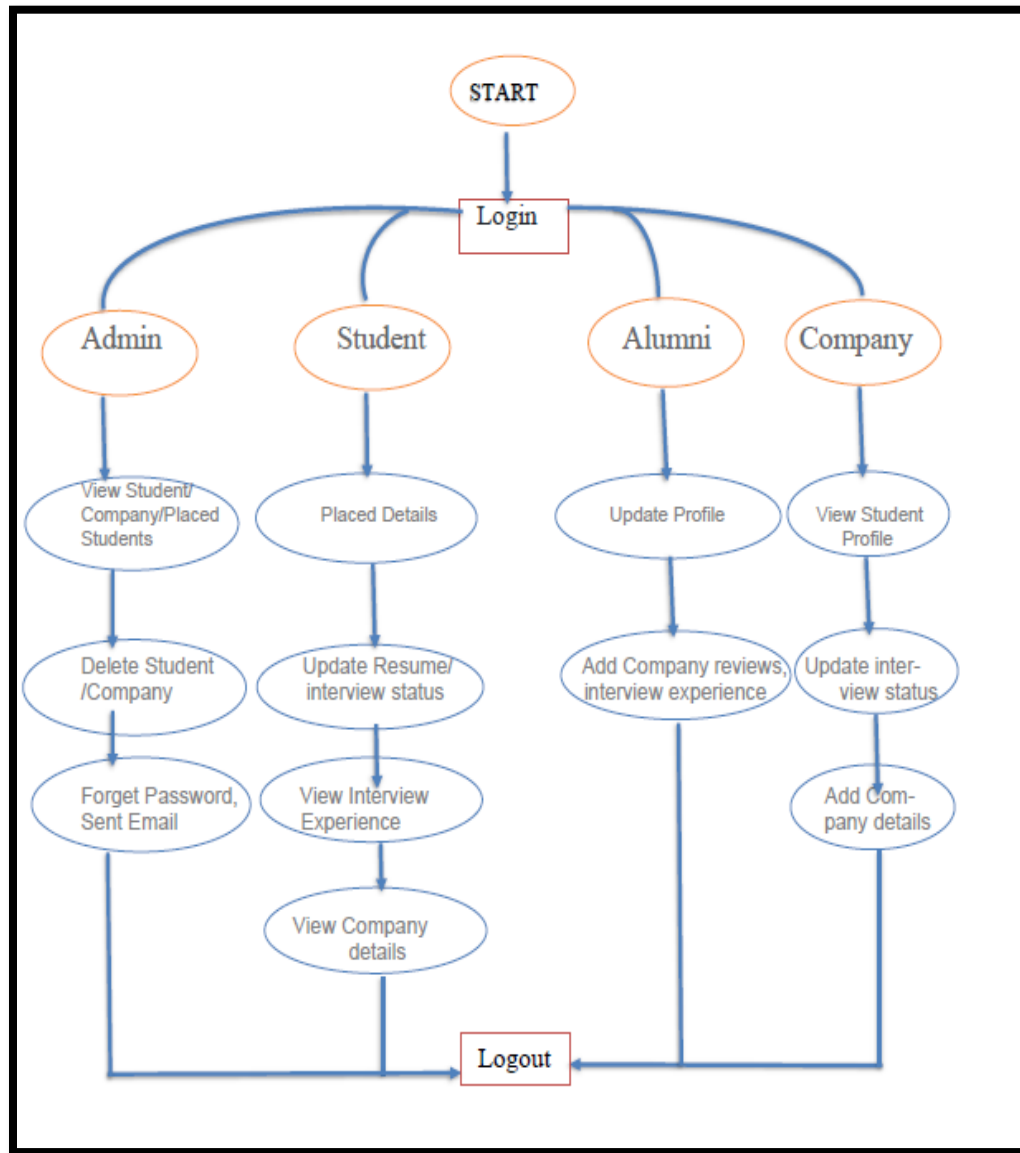 START
Login
Admin
Student
Alumni
Company
View Student/
Company/Placed
Students
Placed Details
Update Profile
View Student
Profile
Delete Student
/Company
Update Resume/
interview status
Add Company reviews,
interview experience
Update inter-
view status
Forget Password,
Sent Email
View Interview
Experience
Add Com-
pany details
View Company
details
Logout